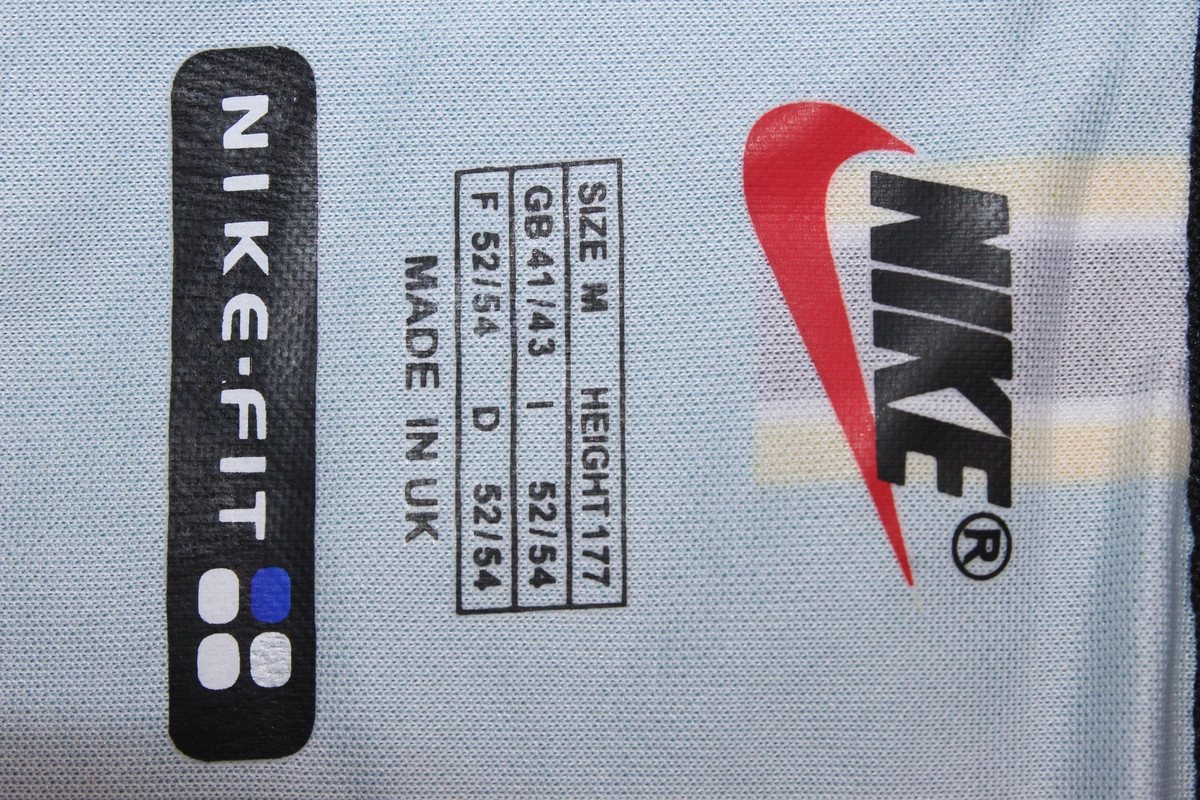 NIKE®
SIZE M HEIGHT 177
GB 41/43 I 52/54
F 52/54 D 52/54
MADE IN UK
NIKE-FIT